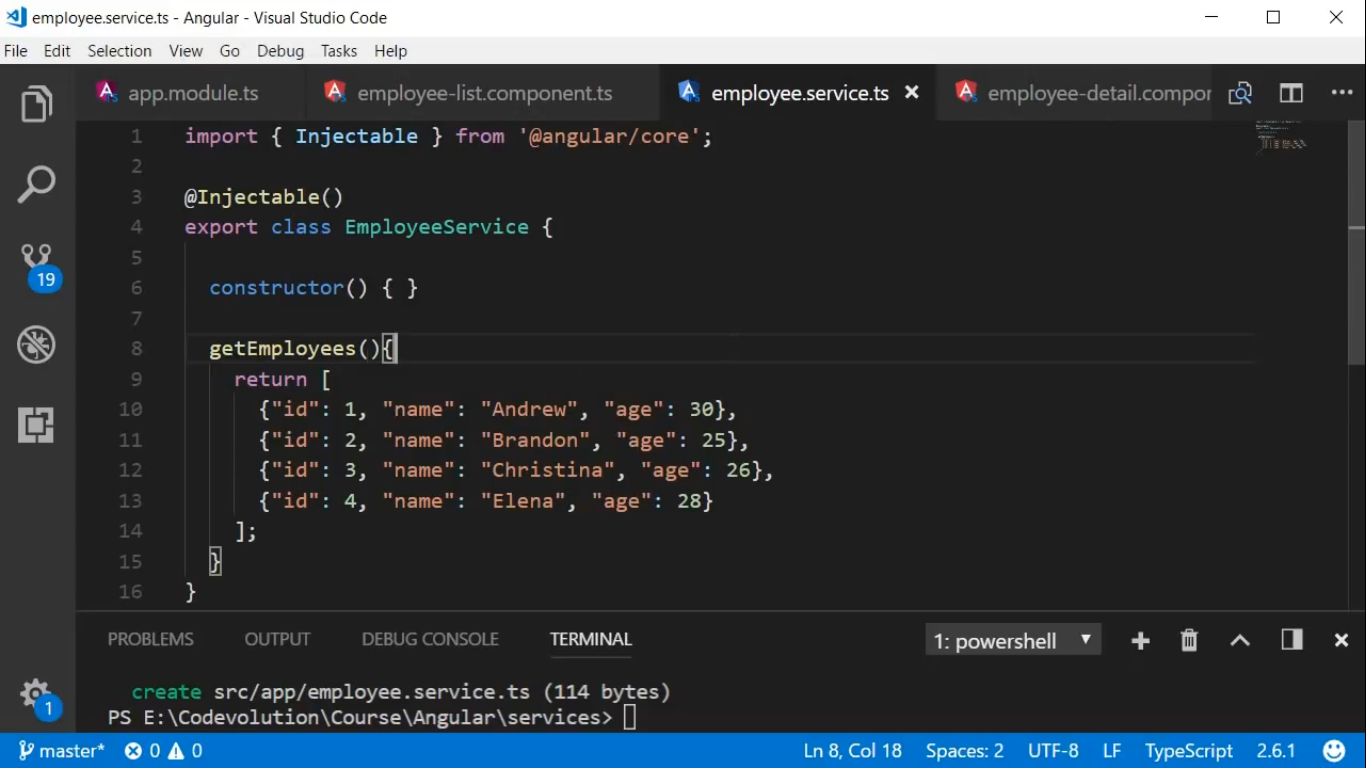 employee.service.ts - Angular - Visual Studio Code
File Edit Selection View Go Debug Tasks Help
app.module.ts employee-list.component.ts employee.service.ts employee-detail.compor
1 import { Injectable } from '@angular/core';
2
3 @Injectable()
4 export class EmployeeService {
5
6 constructor() { }
7
8 getEmployees(){
9 return [
10 {"id": 1, "name": "Andrew", "age": 30},
11 {"id": 2, "name": "Brandon", "age": 25},
12 {"id": 3, "name": "Christina", "age": 26},
13 {"id": 4, "name": "Elena", "age": 28}
14 ];
15 }
16 }
19
1
PROBLEMS OUTPUT DEBUG CONSOLE TERMINAL 1: powershell
create src/app/employee.service.ts (114 bytes)
PS E:\Codevolution\Course\Angular\services>
master* 0 0 Ln 8, Col 18 Spaces: 2 UTF-8 LF TypeScript 2.6.1